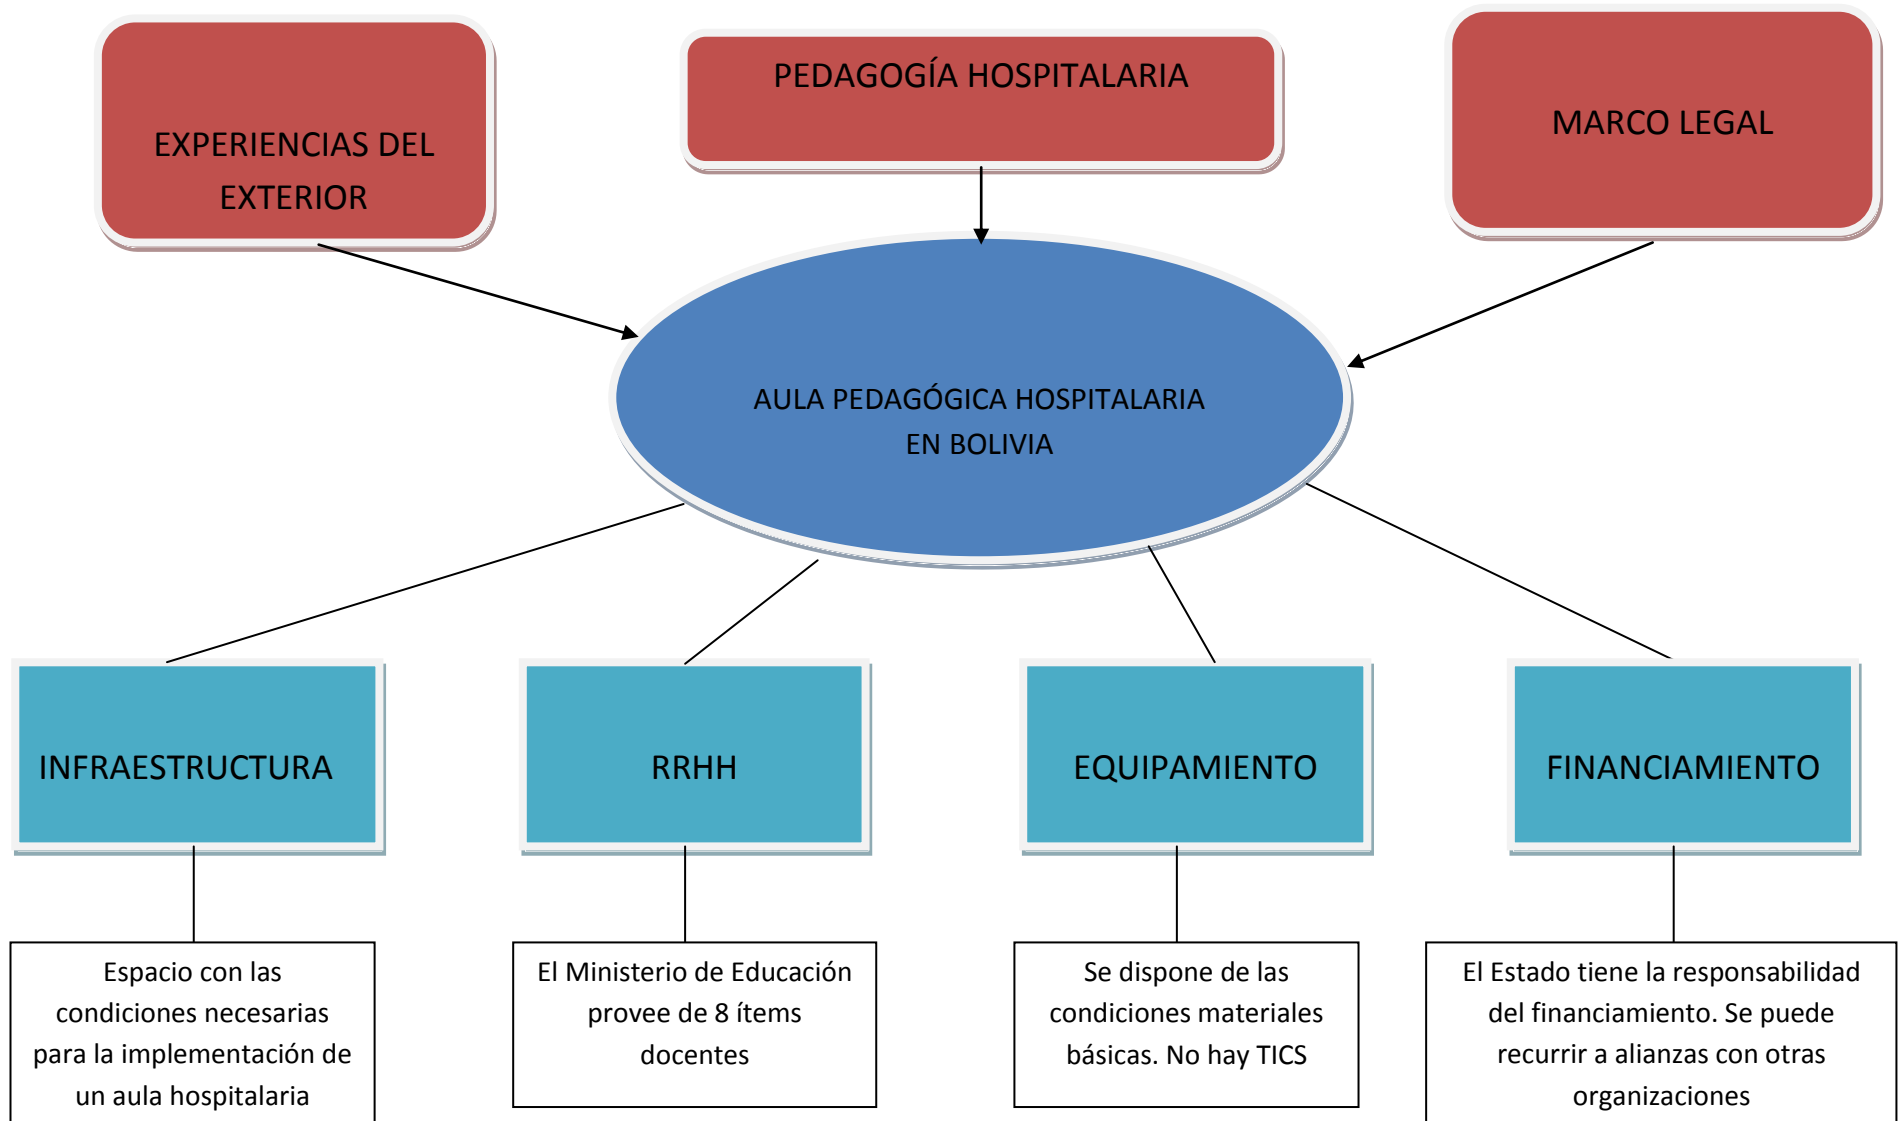 EXPERIENCIAS DEL
EXTERIOR
PEDAGOGÍA HOSPITALARIA
MARCO LEGAL
AULA PEDAGÓGICA HOSPITALARIA
EN BOLIVIA
INFRAESTRUCTURA
RRHH
EQUIPAMIENTO
FINANCIAMIENTO
Espacio con las
condiciones necesarias
para la implementación de
un aula hospitalaria
El Ministerio de Educación
provee de 8 ítems
docentes
Se dispone de las
condiciones materiales
básicas. No hay TICS
El Estado tiene la responsabilidad
del financiamiento. Se puede
recurrir a alianzas con otras
organizaciones